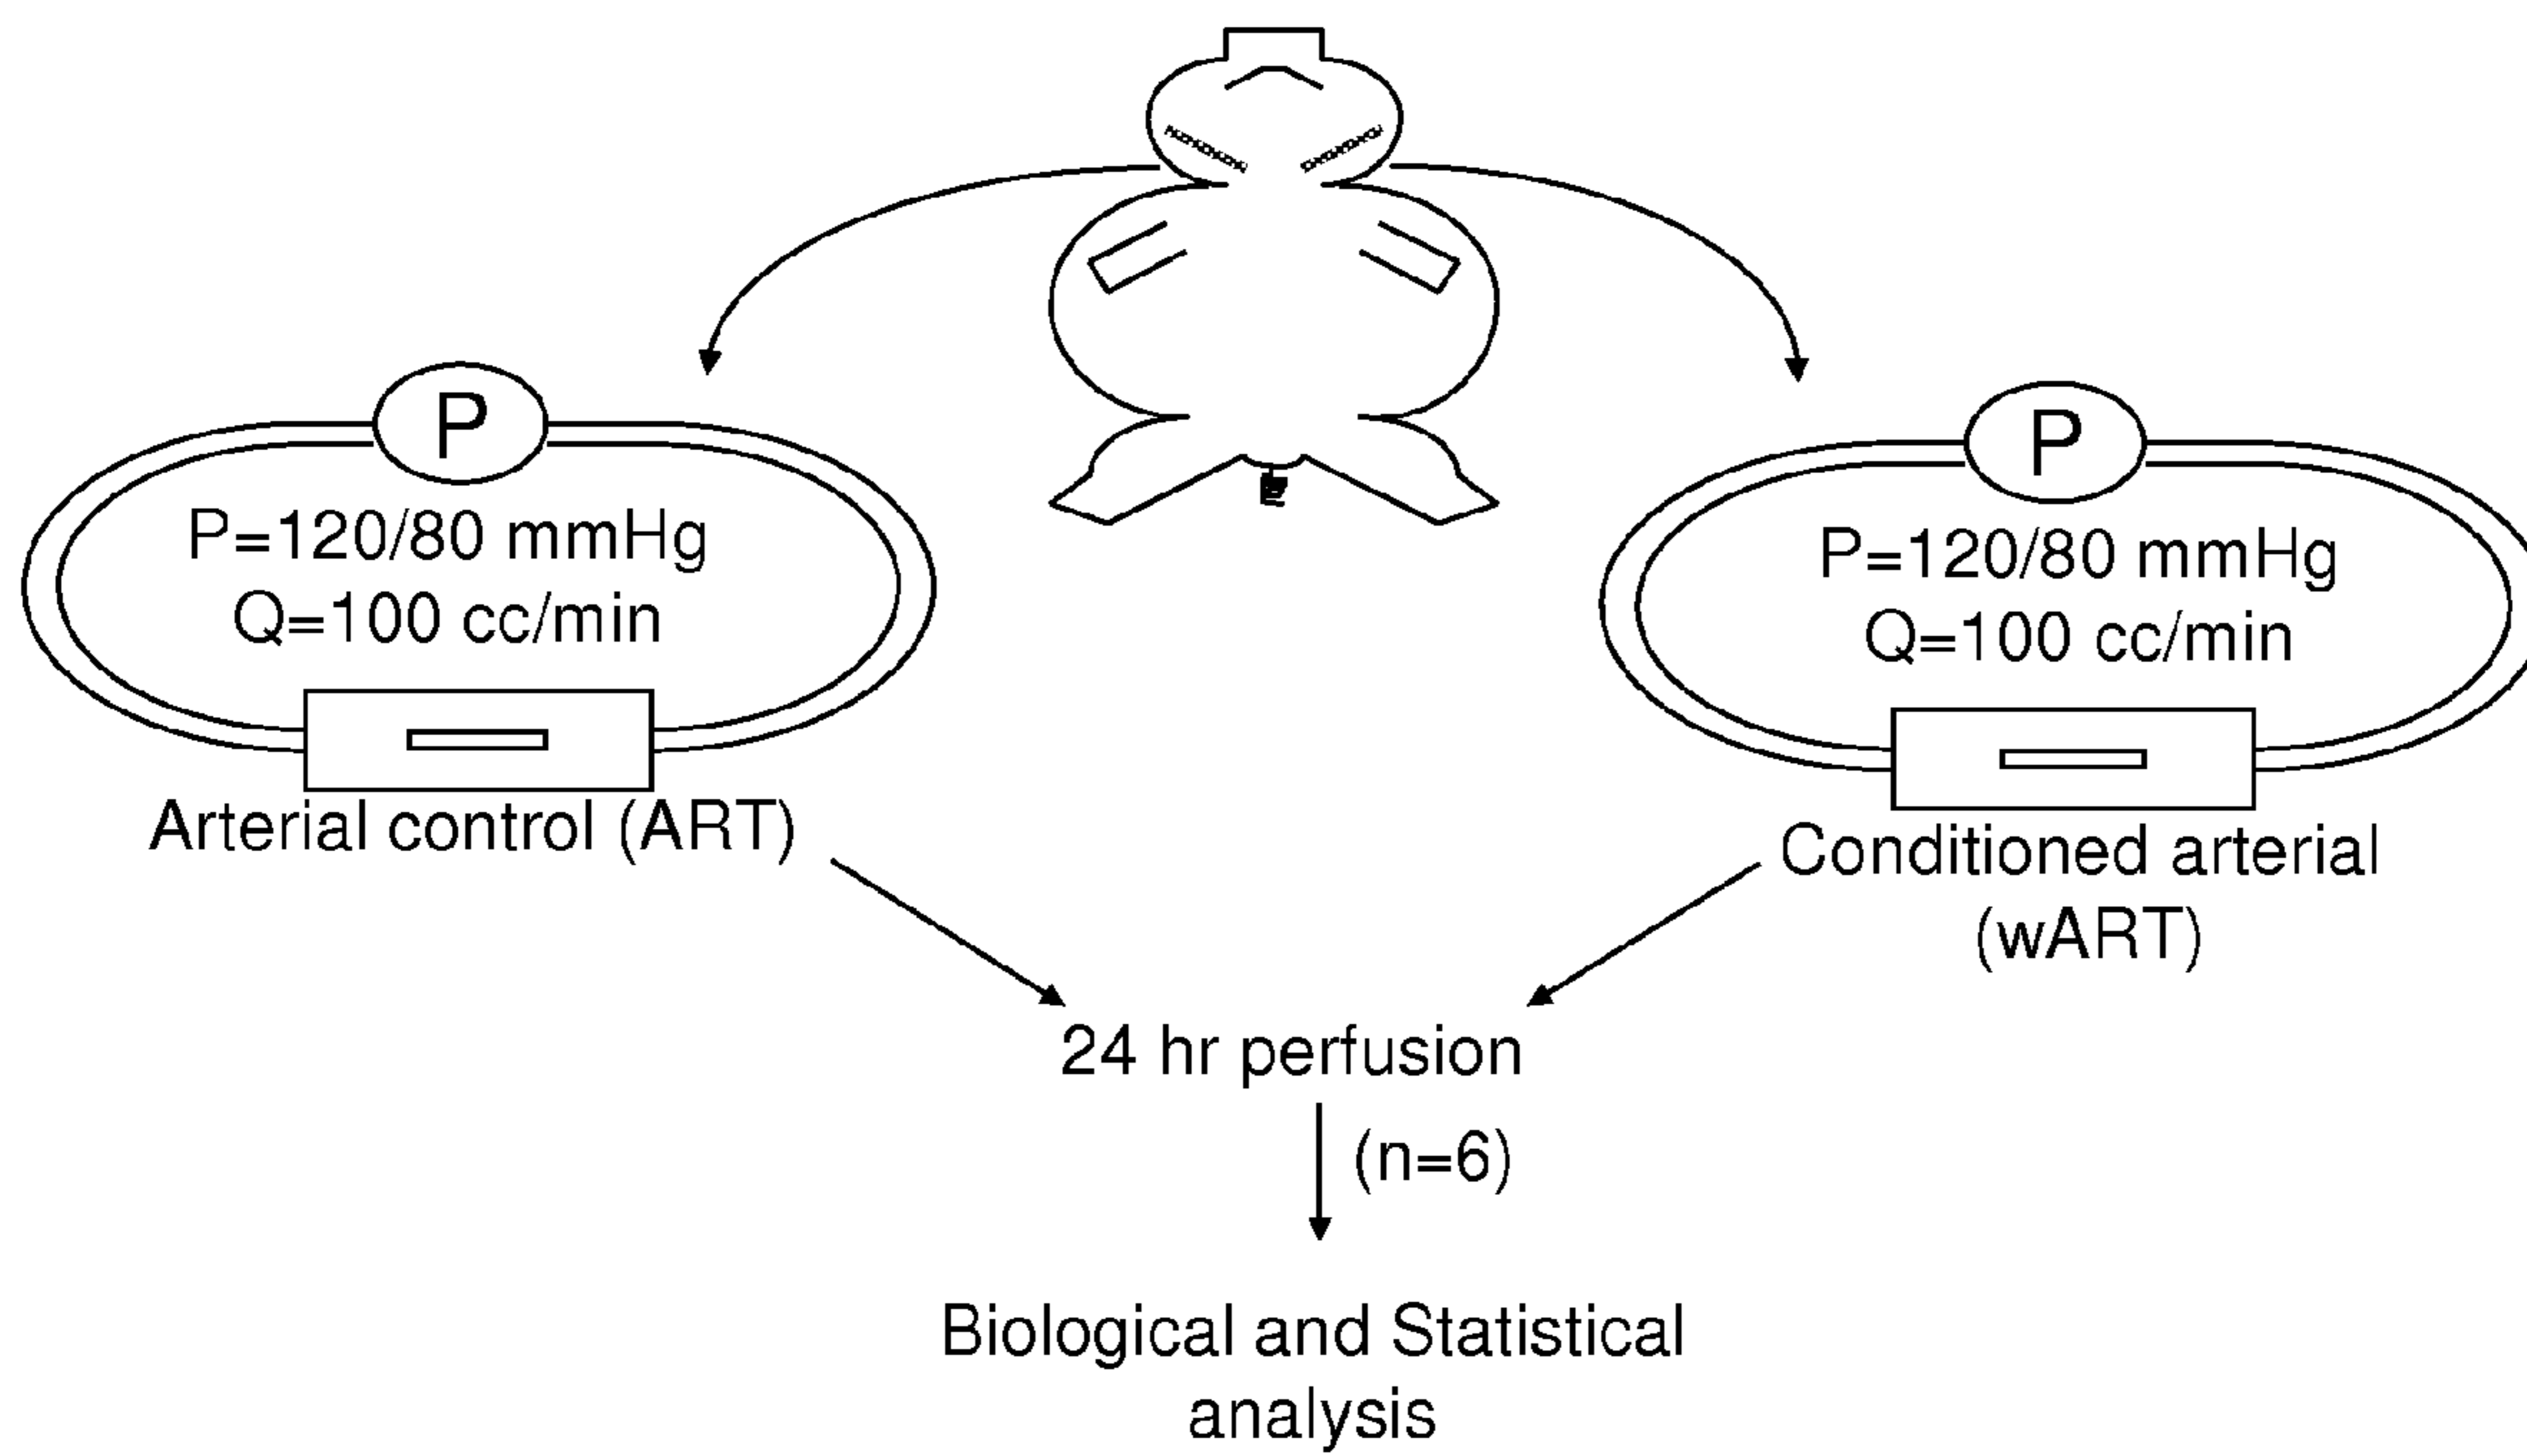 P
P=120/80 mmHg
Q=100 cc/min
Arterial control (ART)
P
P=120/80 mmHg
Q=100 cc/min
Conditioned arterial
(wART)
24 hr perfusion
(n=6)
Biological and Statistical
analysis